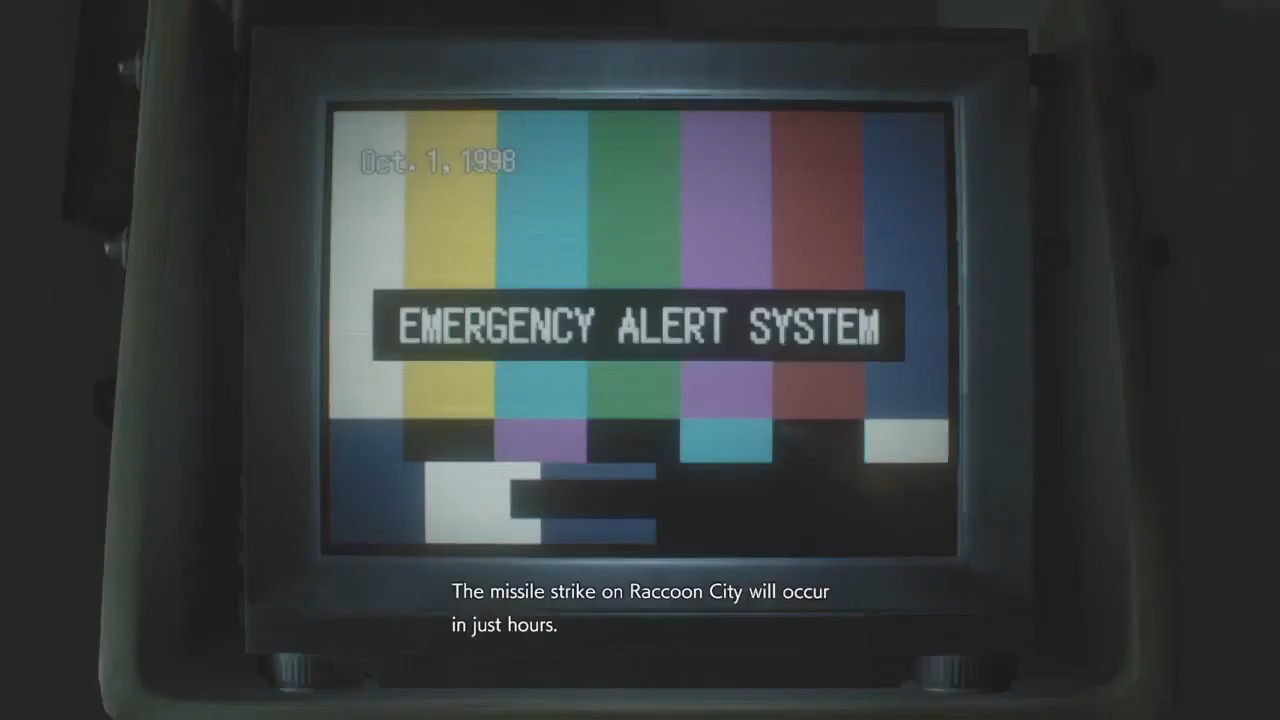 Oct. 1, 1998
EMERGENCY ALERT SYSTEM
The missile strike on Raccoon City will occur
in just hours.